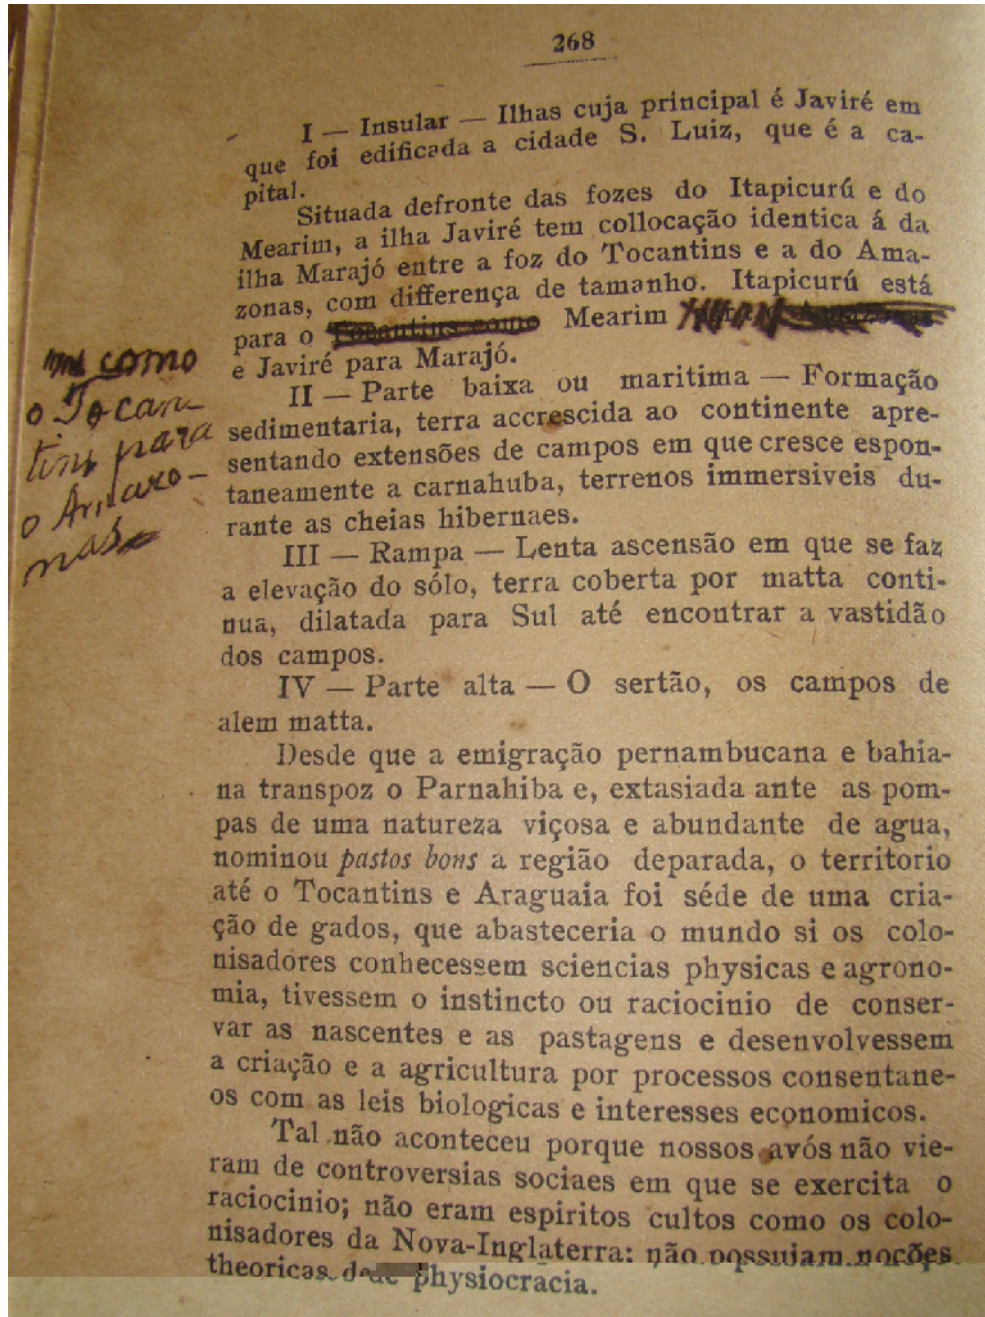 268
I — Insular — Ilhas cuja principal é Javiré em
que foi edificada a cidade S. Luiz, que é a ca-
pital.
Situada defronte das fozes do Itapicurú e do
Mearim, a ilha Javiré tem collocação identica á da
ilha Marajó entre a foz do Tocantins e a do Ama-
zonas, com differença de tamanho. Itapicurú está
para o Tocantins como Mearim
e Javiré para Marajó.
como
o Tocan-
tins para
o Amazo-
nas
II — Parte baixa ou maritima — Formação
sedimentaria, terra accrescida ao continente apre-
sentando extensões de campos em que cresce espon-
taneamente a carnahuba, terrenos immersiveis du-
rante as cheias hibernaes.
III — Rampa — Lenta ascensão em que se faz
a elevação do sólo, terra coberta por matta conti-
nua, dilatada para Sul até encontrar a vastidão
dos campos.
IV — Parte alta — O sertão, os campos de
alem matta.
Desde que a emigração pernambucana e bahia-
na transpoz o Parnahiba e, extasiada ante as pom-
pas de uma natureza viçosa e abundante de agua,
nominou pastos bons a região deparada, o territorio
até o Tocantins e Araguaia foi séde de uma cria-
ção de gados, que abasteceria o mundo si os colo-
nisadores conhecessem sciencias physicas e agrono-
mia, tivessem o instincto ou raciocinio de conser-
var as nascentes e as pastagens e desenvolvessem
a criação e a agricultura por processos consentane-
os com as leis biologicas e interesses economicos.
Tal não aconteceu porque nossos avós não vie-
ram de controversias sociaes em que se exercita o
raciocinio; não eram espiritos cultos como os colo-
nisadores da Nova-Inglaterra: não possuiam noções
theoricas de physiocracia.